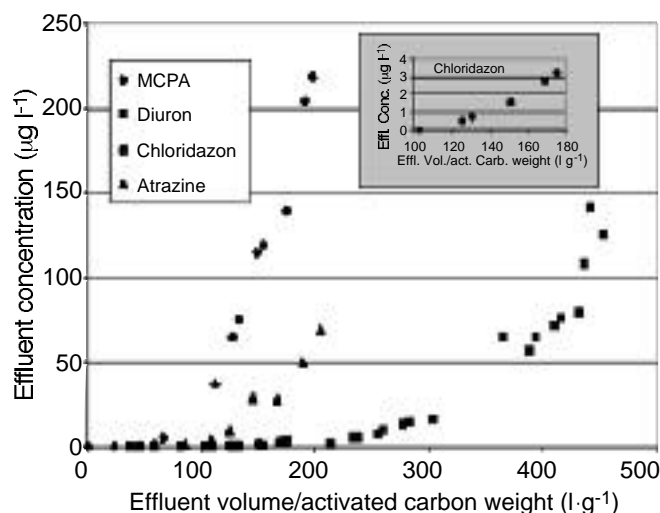 250
200
150
100
50
0
Effluent concentration (µg l-1)
MCPA
Diuron
Chloridazon
Atrazine
Chloridazon
Effl. Conc. (µg l-1)
4
3
2
1
0
100 120 140 160 180
Effl. Vol./act. Carb. weight (l g-1)
0 100 200 300 400 500
Effluent volume/activated carbon weight (l·g-1)